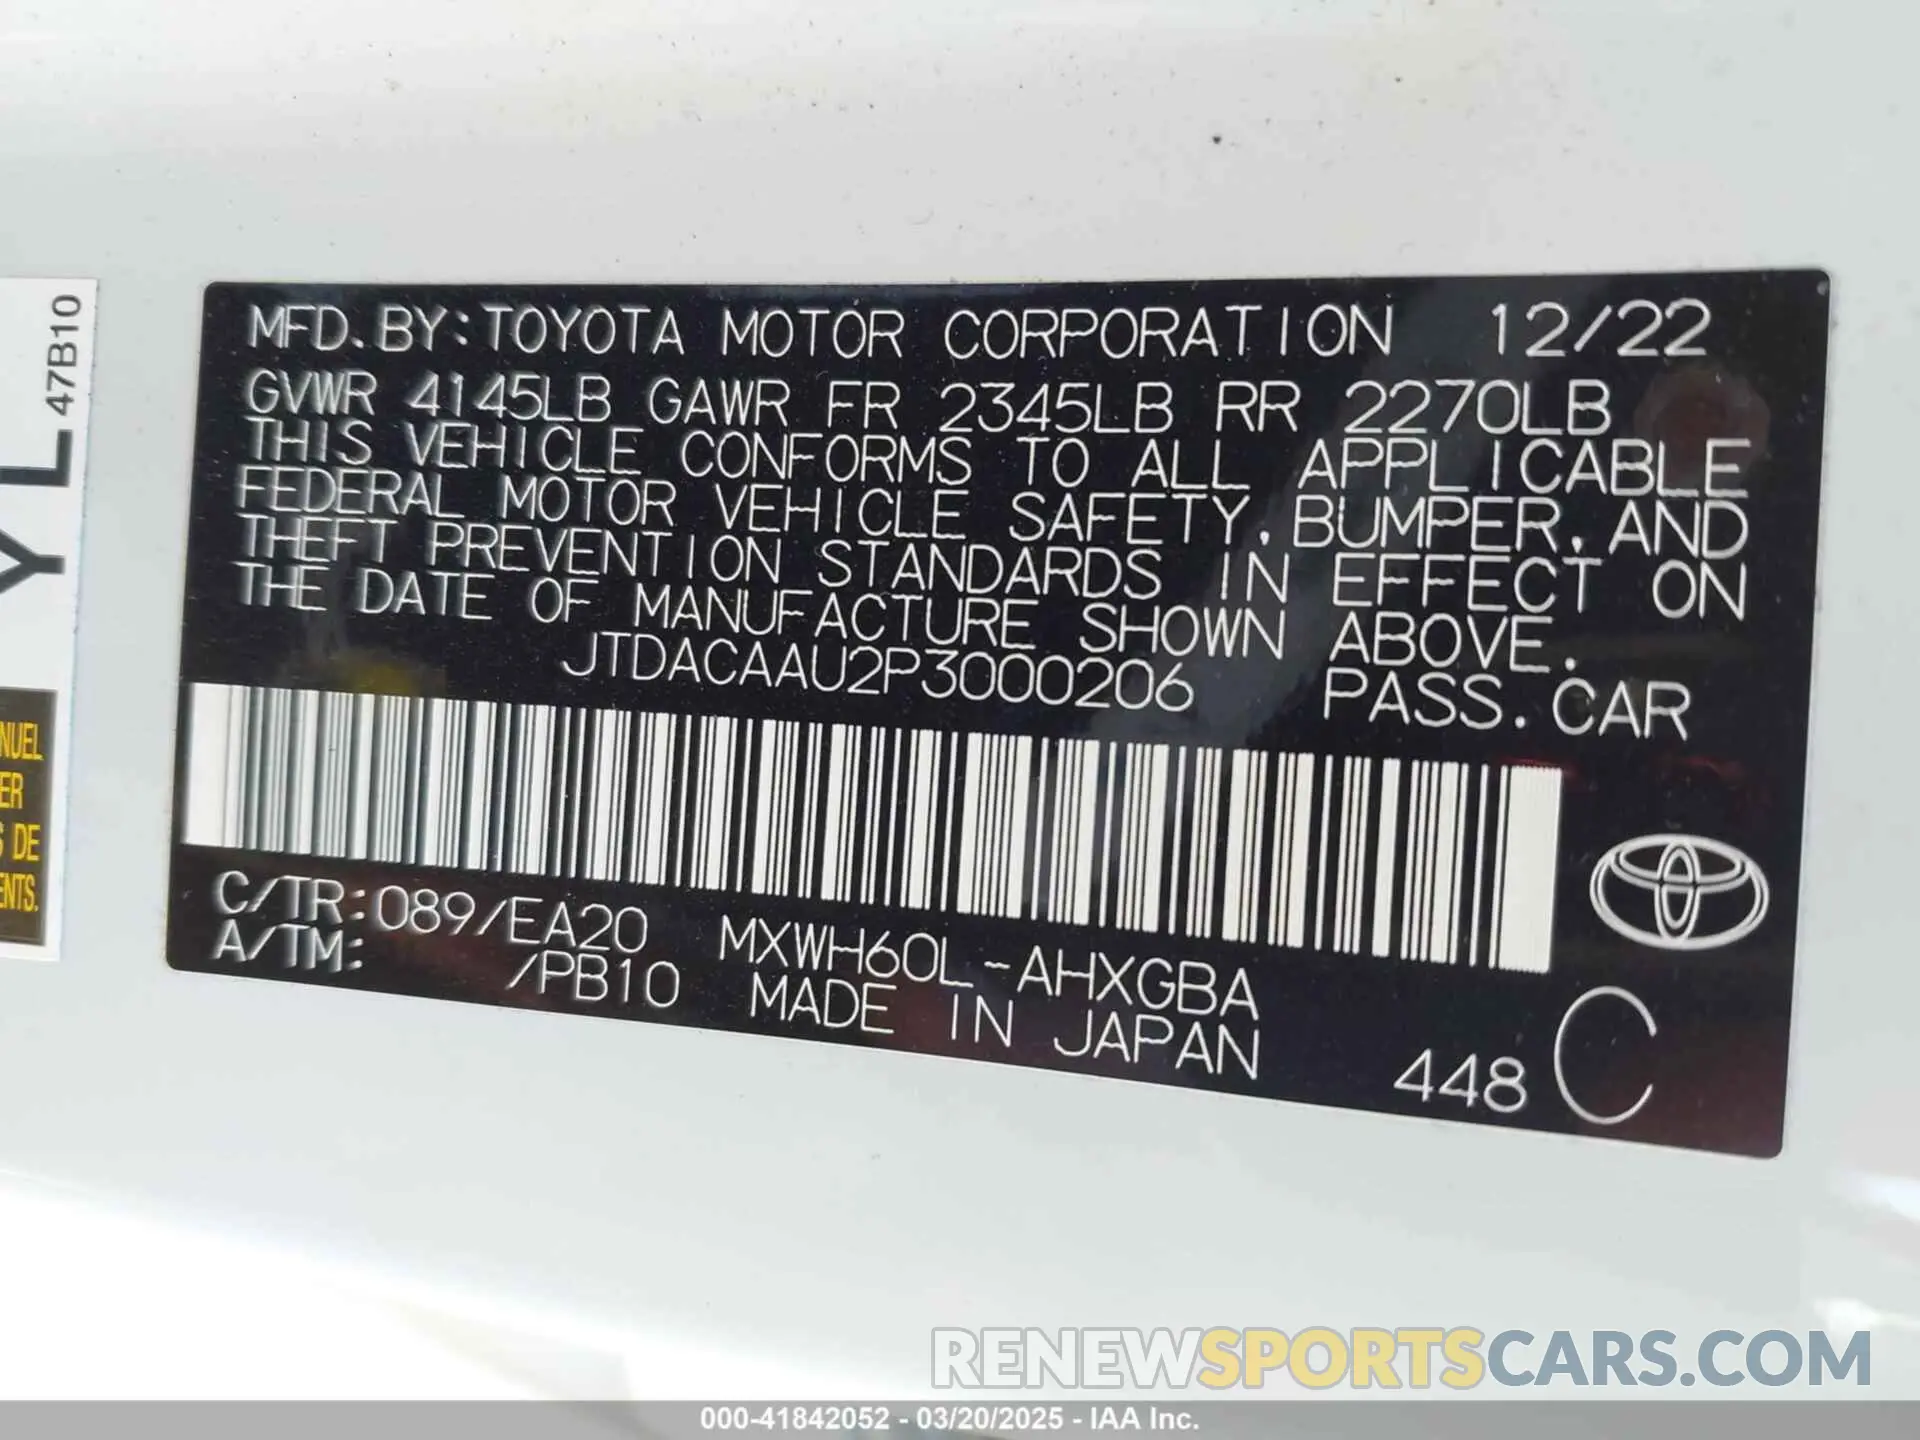 MFD. BY: TOYOTA MOTOR CORPORATION 12/22
GVWR 4145LB GAWR FR 2345LB RR 2270LB
THIS VEHICLE CONFORMS TO ALL APPLICABLE
FEDERAL MOTOR VEHICLE SAFETY, BUMPER, AND
THEFT PREVENTION STANDARDS IN EFFECT ON
THE DATE OF MANUFACTURE SHOWN ABOVE.
JTDACAAU2P3000206 PASS. CAR
C/TR: 089/EA20 MXWH60L-AHXGBA
A/TM: /PB10 MADE IN JAPAN 448 C
YL
47B10
NUEL
ER
S DE
ENTS.
RENEWSPORTSCARS.COM
000-41842052 - 03/20/2025 - IAA Inc.